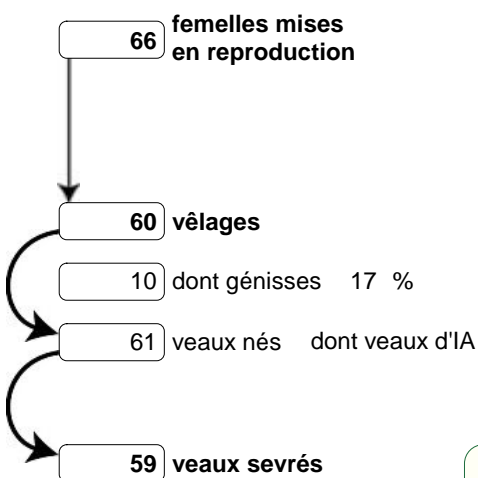 66 femelles mises
en reproduction
60 vêlages
10 dont génisses 17 %
61 veaux nés dont veaux d'IA
59 veaux sevrés